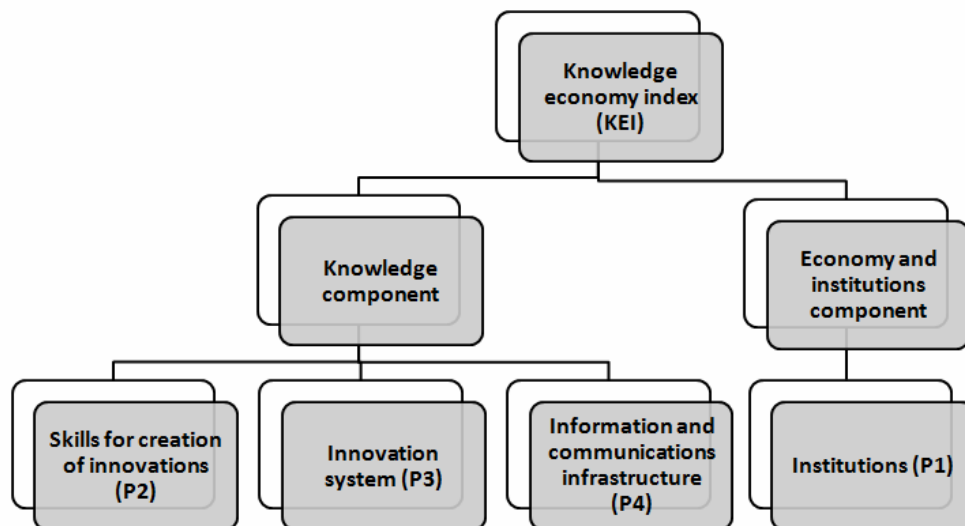 Knowledge
economy index
(KEI)
Knowledge
component
Economy and
institutions
component
Skills for creation
of innovations
(P2)
Innovation
system (P3)
Information and
communications
infrastructure
(P4)
Institutions (P1)